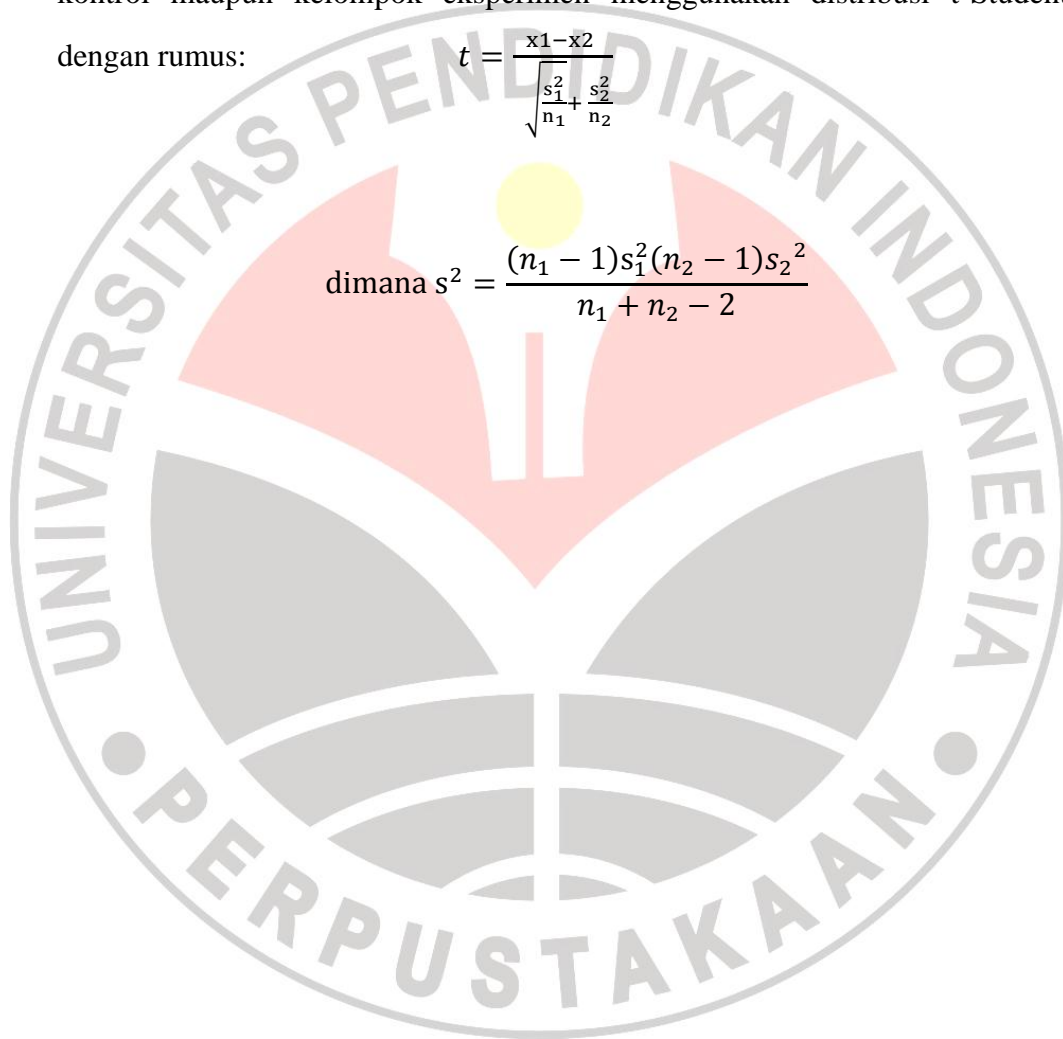 kontrol maupun kelompok eksperimen menggunakan distribusi t-Student
dengan rumus: t = x1−x2 / √(s₁²/n₁ + s₂²/n₂)
dimana s² = (n₁ − 1)s₁²(n₂ − 1)s₂² / n₁ + n₂ − 2
UNIVERSITAS PENDIDIKAN INDONESIA
PERPUSTAKAAN